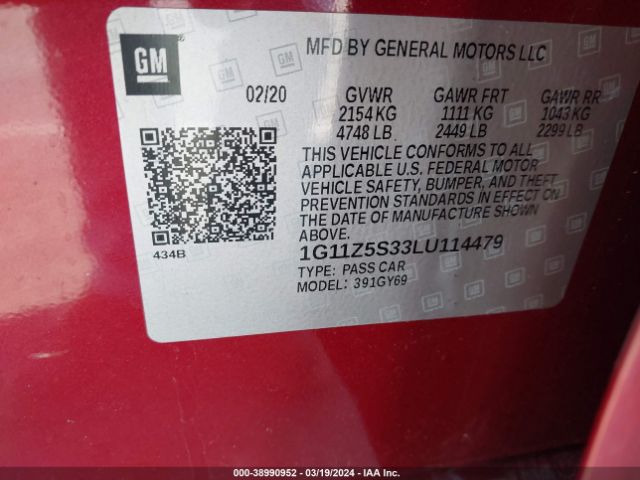 GM
MFD BY GENERAL MOTORS LLC
02/20 GVWR GAWR FRT GAWR RR
2154 KG 1111 KG 1043 KG
4748 LB 2449 LB 2299 LB
THIS VEHICLE CONFORMS TO ALL
APPLICABLE U.S. FEDERAL MOTOR
VEHICLE SAFETY, BUMPER, AND THEFT
PREVENTION STANDARDS IN EFFECT ON
THE DATE OF MANUFACTURE SHOWN
ABOVE.
434B
1G11Z5S33LU114479
TYPE: PASS CAR
MODEL: 391GY69
000-38990952 - 03/19/2024 - IAA Inc.